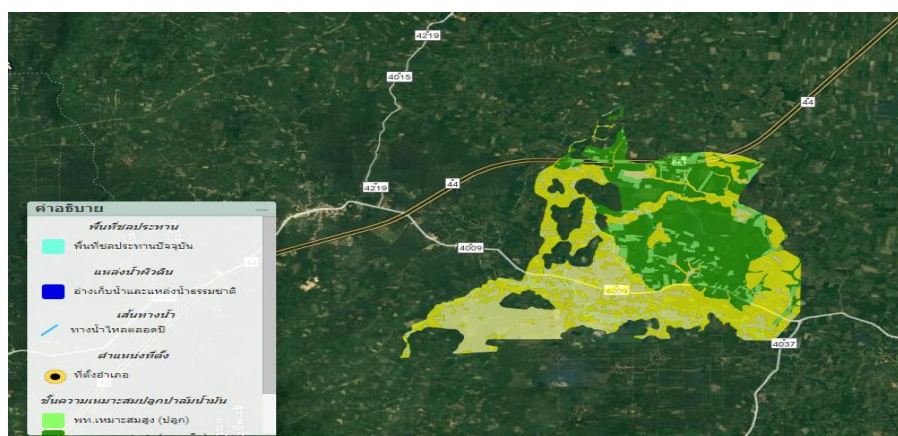 4219
4015
44
4219
44
4009
4009
4037
คำอธิบาย
พื้นที่ชลประทาน
พื้นที่ชลประทานปัจจุบัน
แหล่งน้ำผิวดิน
อ่างเก็บน้ำและแหล่งน้ำธรรมชาติ
เส้นทางน้ำ
ทางน้ำไหลตลอดปี
ตำแหน่งที่ตั้ง
ที่ตั้งอำเภอ
ชั้นความเหมาะสมปลูกปาล์มน้ำมัน
พท.เหมาะสมสูง (ปลูก)